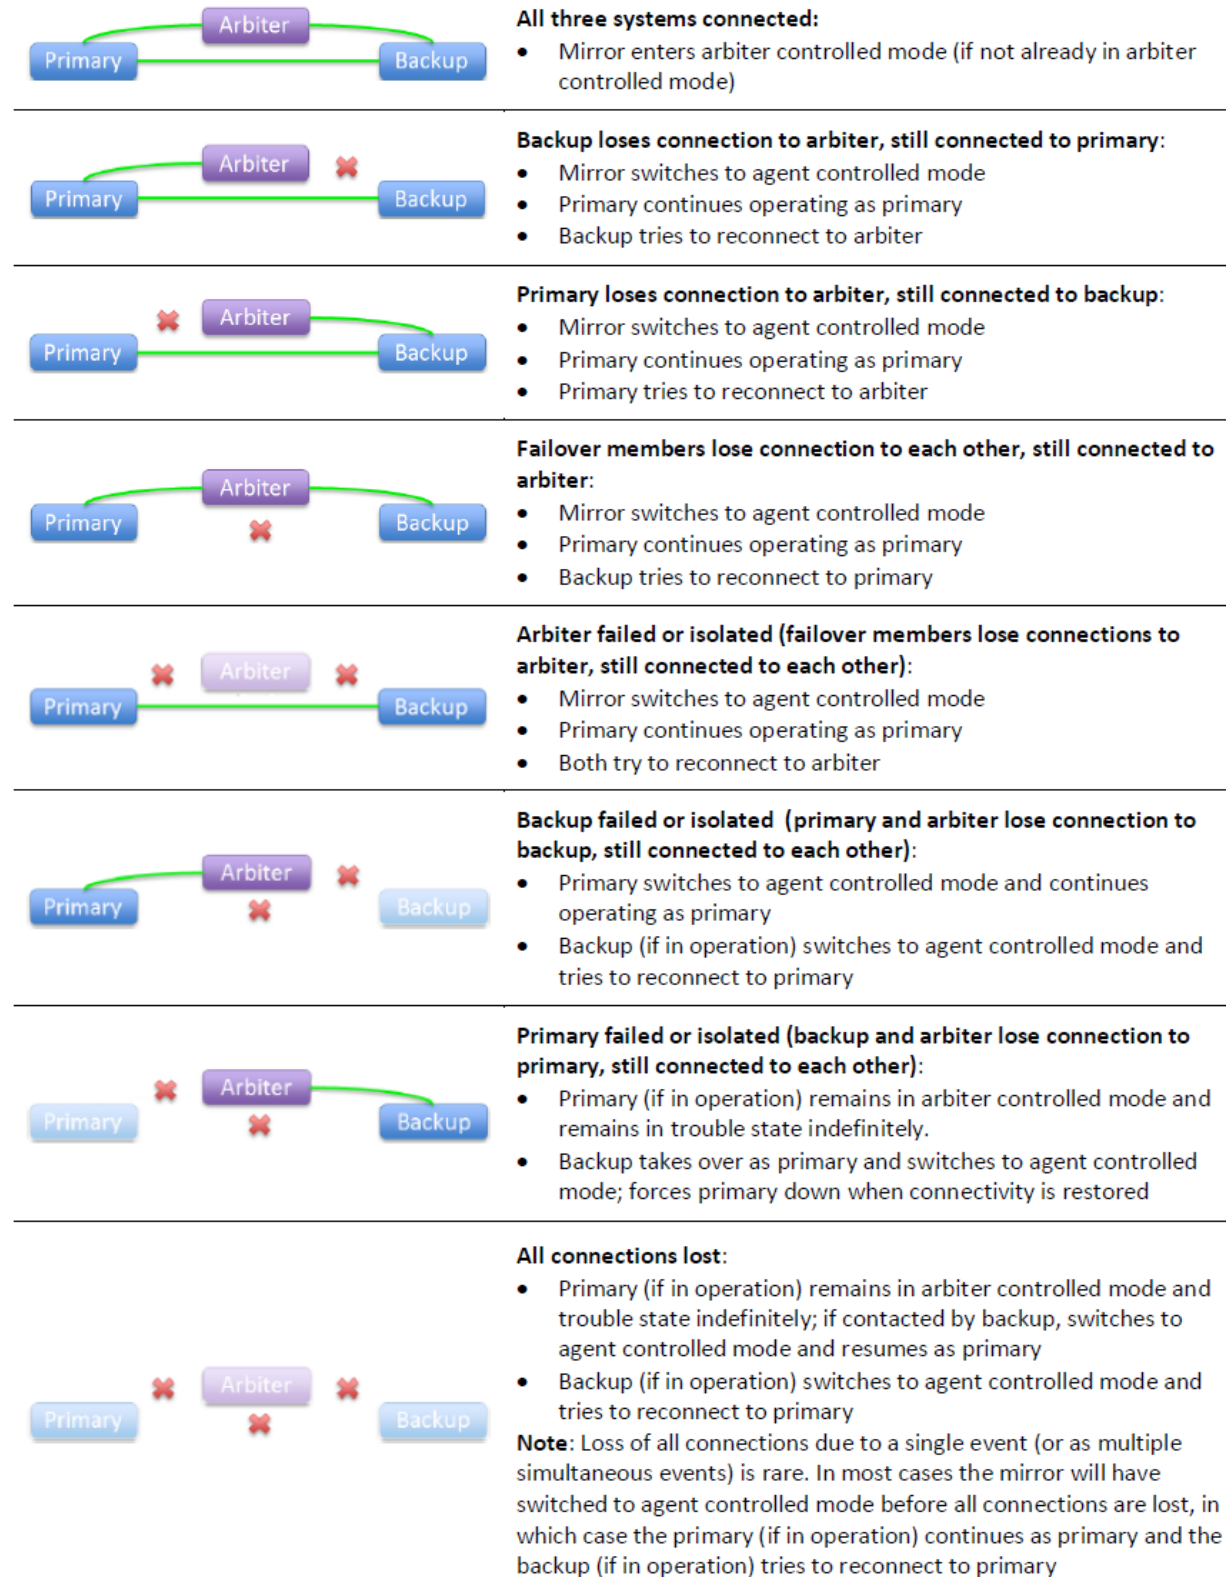 Arbiter
Primary
Backup
All three systems connected:
• Mirror enters arbiter controlled mode (if not already in arbiter
controlled mode)
Arbiter
Primary
Backup
Backup loses connection to arbiter, still connected to primary:
• Mirror switches to agent controlled mode
• Primary continues operating as primary
• Backup tries to reconnect to arbiter
Arbiter
Primary
Backup
Primary loses connection to arbiter, still connected to backup:
• Mirror switches to agent controlled mode
• Primary continues operating as primary
• Primary tries to reconnect to arbiter
Arbiter
Primary
Backup
Failover members lose connection to each other, still connected to
arbiter:
• Mirror switches to agent controlled mode
• Primary continues operating as primary
• Backup tries to reconnect to primary
Arbiter
Primary
Backup
Arbiter failed or isolated (failover members lose connections to
arbiter, still connected to each other):
• Mirror switches to agent controlled mode
• Primary continues operating as primary
• Both try to reconnect to arbiter
Arbiter
Primary
Backup
Backup failed or isolated (primary and arbiter lose connection to
backup, still connected to each other):
• Primary switches to agent controlled mode and continues
operating as primary
• Backup (if in operation) switches to agent controlled mode and
tries to reconnect to primary
Arbiter
Primary
Backup
Primary failed or isolated (backup and arbiter lose connection to
primary, still connected to each other):
• Primary (if in operation) remains in arbiter controlled mode and
remains in trouble state indefinitely.
• Backup takes over as primary and switches to agent controlled
mode; forces primary down when connectivity is restored
Arbiter
Primary
Backup
All connections lost:
• Primary (if in operation) remains in arbiter controlled mode and
trouble state indefinitely; if contacted by backup, switches to
agent controlled mode and resumes as primary
• Backup (if in operation) switches to agent controlled mode and
tries to reconnect to primary
Note: Loss of all connections due to a single event (or as multiple
simultaneous events) is rare. In most cases the mirror will have
switched to agent controlled mode before all connections are lost, in
which case the primary (if in operation) continues as primary and the
backup (if in operation) tries to reconnect to primary